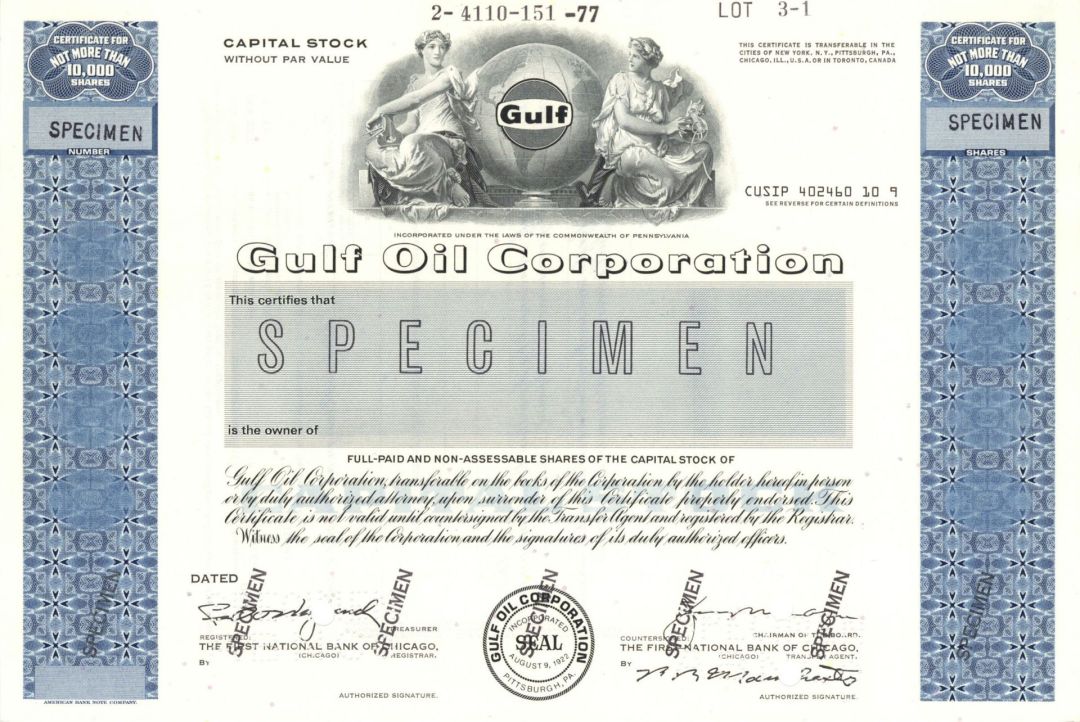 2- 4110-151 -77
LOT 3-1
CERTIFICATE FOR
NOT MORE THAN
10,000
SHARES
SPECIMEN
NUMBER
CAPITAL STOCK
WITHOUT PAR VALUE
Gulf
THIS CERTIFICATE IS TRANSFERABLE IN THE
CITIES OF NEW YORK, N.Y., PITTSBURGH, PA.,
CHICAGO, ILL., U.S.A. OR IN TORONTO, CANADA
CERTIFICATE FOR
NOT MORE THAN
10,000
SHARES
SPECIMEN
SHARES
CUSIP 402460 10 9
SEE REVERSE FOR CERTAIN DEFINITIONS
INCORPORATED UNDER THE LAWS OF THE COMMONWEALTH OF PENNSYLVANIA
Gulf Oil Corporation
This certifies that
SPECIMEN
is the owner of
FULL-PAID AND NON-ASSESSABLE SHARES OF THE CAPITAL STOCK OF
Gulf Oil Corporation, transferable on the books of the Corporation by the holder hereof in person
or by duly authorized attorney, upon surrender of this Certificate properly endorsed. This
Certificate is not valid until countersigned by the Transfer Agent and registered by the Registrar.
Witness the seal of the Corporation and the signatures of its duly authorized officers.
DATED
SPECIMEN
SPECIMEN
SPECIMEN
SPECIMEN
SPECIMEN
SPECIMEN
SPECIMEN
TREASURER
REGISTERED:
THE FIRST NATIONAL BANK OF CHICAGO,
(CHICAGO) REGISTRAR.
BY
AUTHORIZED SIGNATURE.
GULF OIL CORPORATION
INCORPORATED
SEAL
AUGUST 9, 1922
PITTSBURGH, PA.
CHAIRMAN OF THE BOARD.
COUNTERSIGNED:
THE FIRST NATIONAL BANK OF CHICAGO,
(CHICAGO) TRANSFER AGENT.
BY
AUTHORIZED SIGNATURE.
AMERICAN BANK NOTE COMPANY.